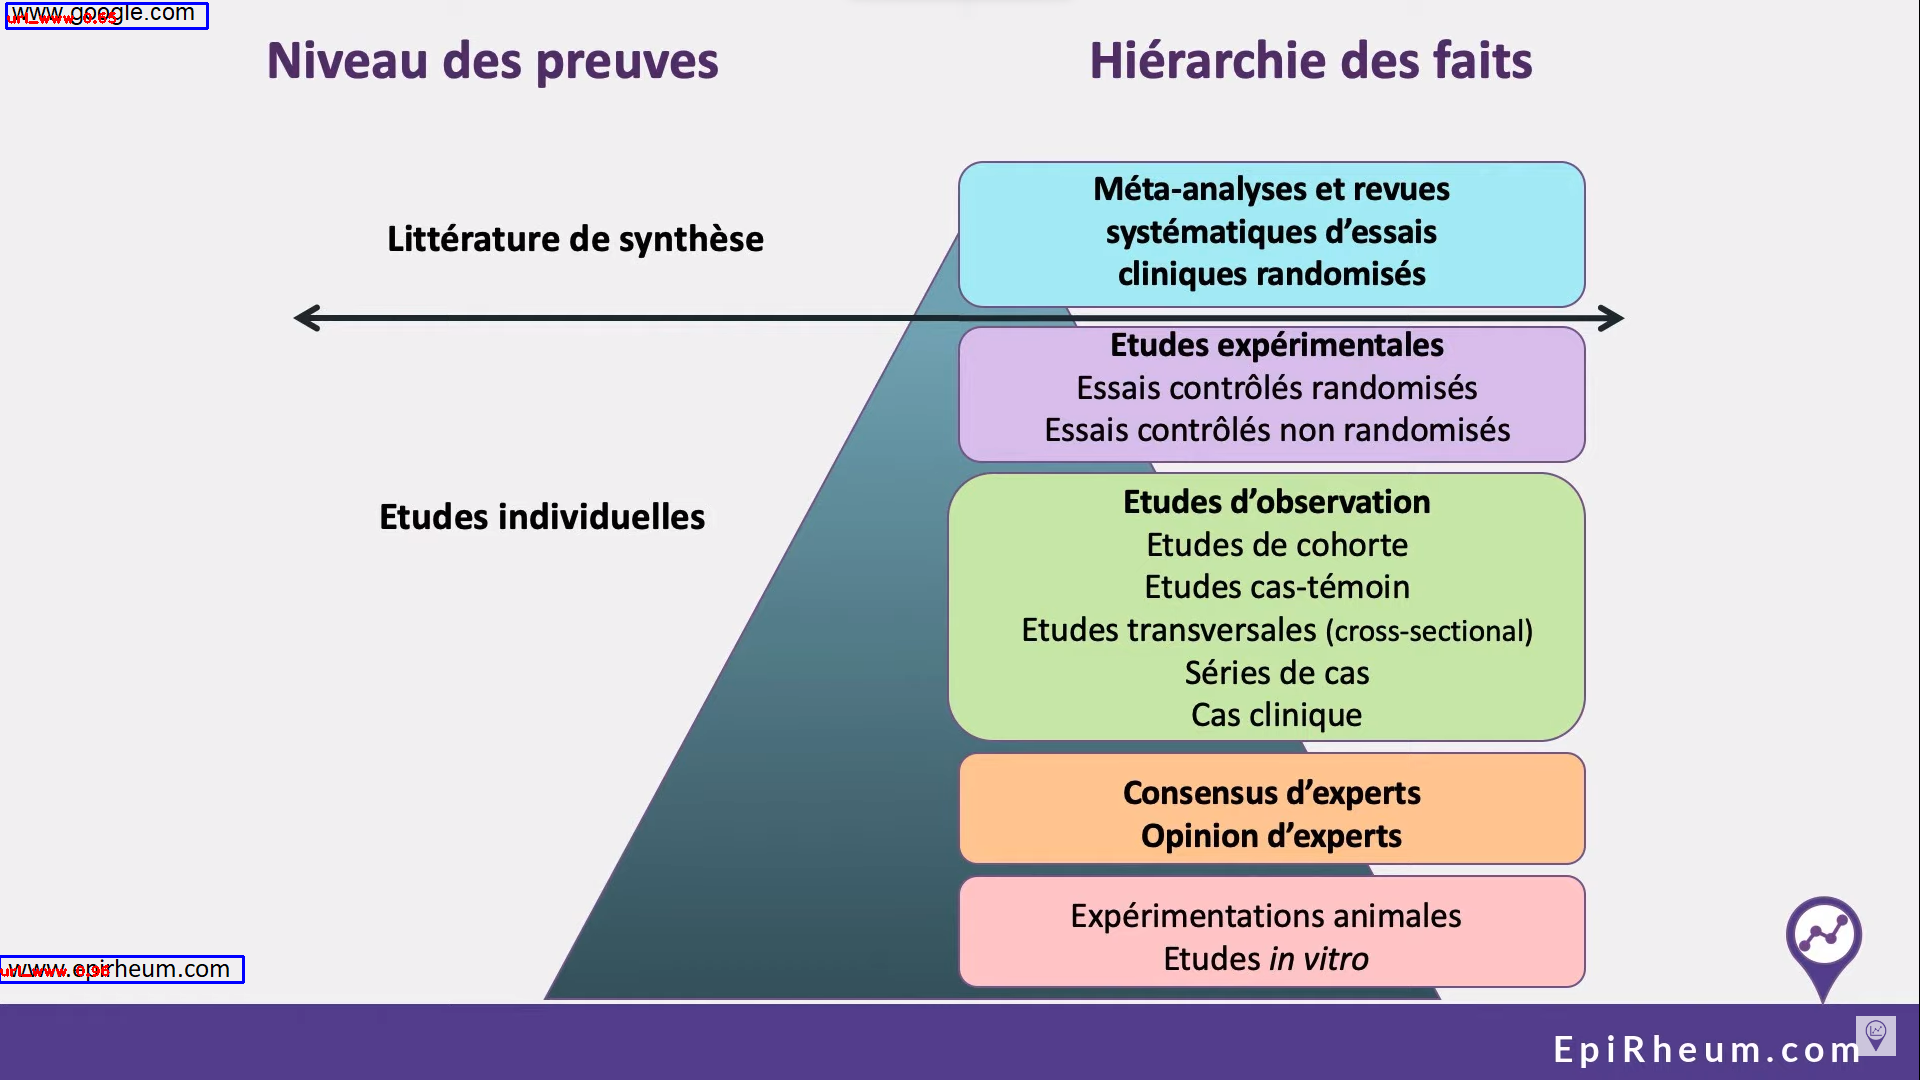 www.google.com
Niveau des preuves
Hiérarchie des faits
Littérature de synthèse
Méta-analyses et revues
systématiques d’essais
cliniques randomisés
Etudes expérimentales
Essais contrôlés randomisés
Essais contrôlés non randomisés
Etudes individuelles
Etudes d’observation
Etudes de cohorte
Etudes cas-témoin
Etudes transversales (cross-sectional)
Séries de cas
Cas clinique
Consensus d’experts
Opinion d’experts
Expérimentations animales
Etudes in vitro
www.epirheum.com
EpiRheum.com